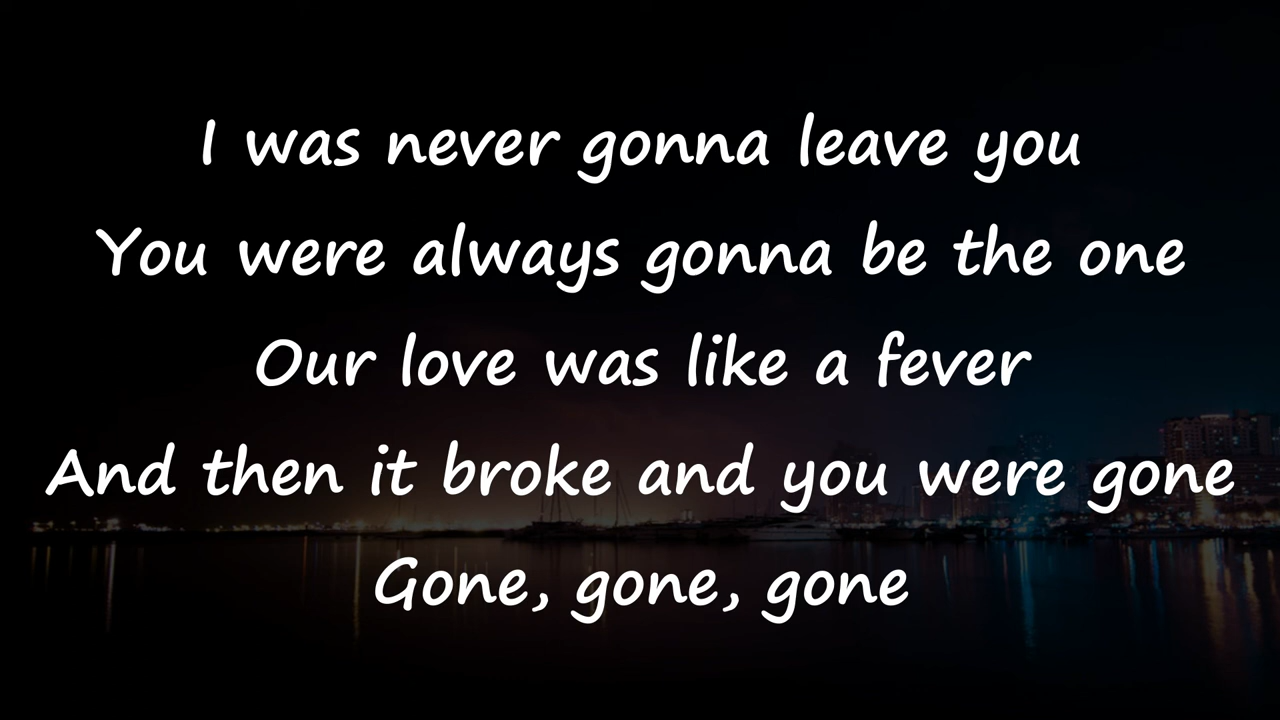 I was never gonna leave you
You were always gonna be the one
Our love was like a fever
And then it broke and you were gone
Gone, gone, gone